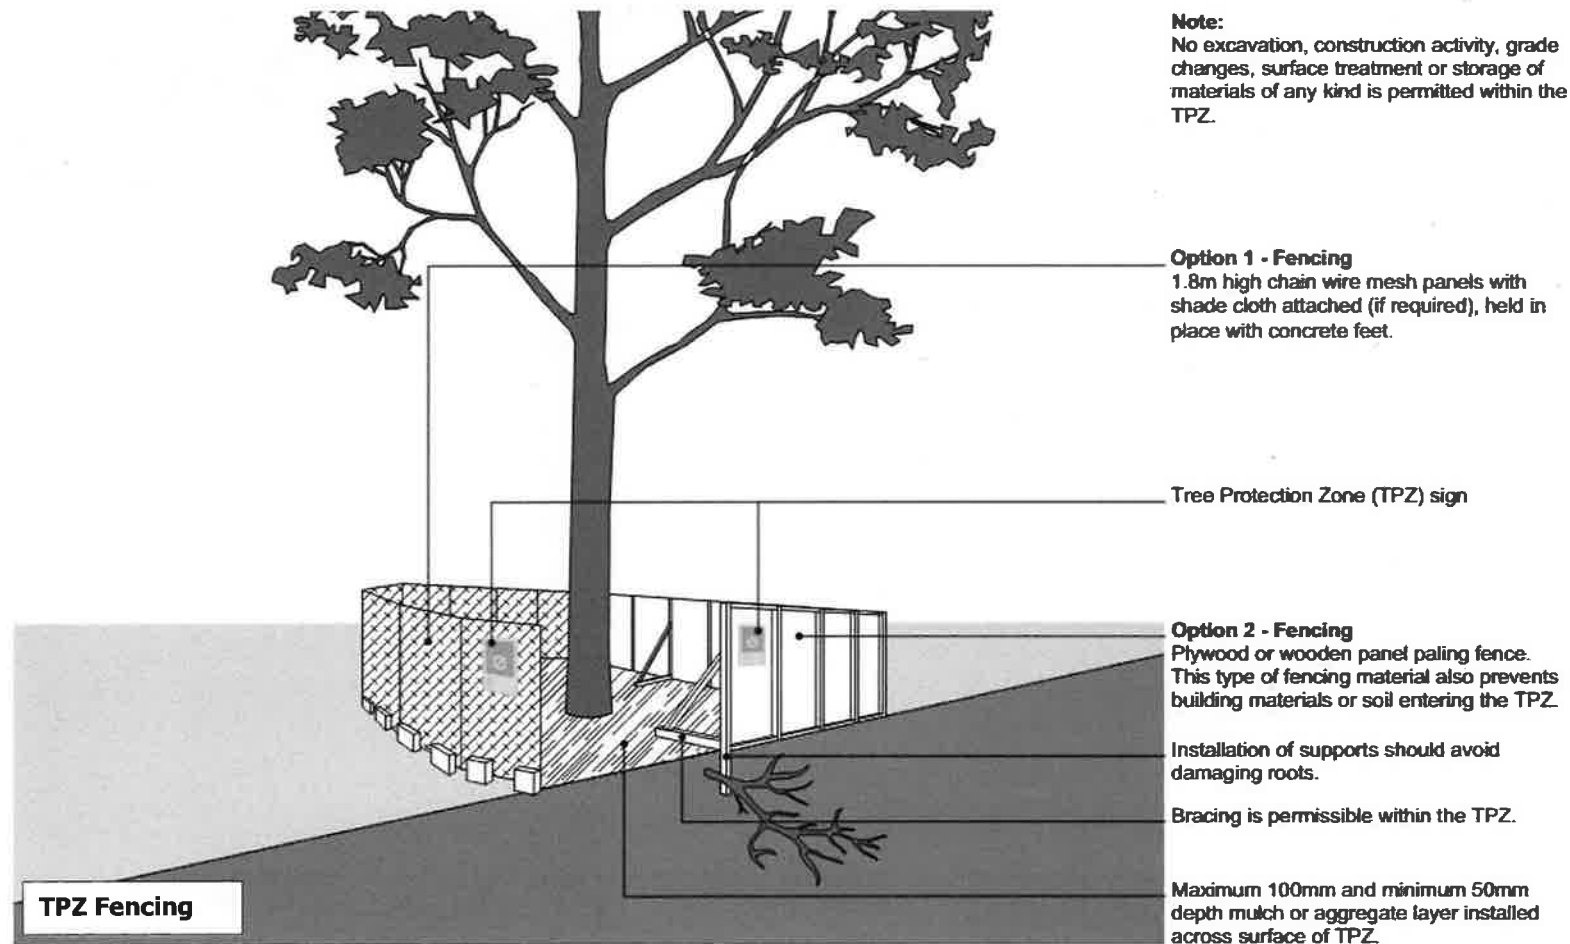 Note:
No excavation, construction activity, grade
changes, surface treatment or storage of
materials of any kind is permitted within the
TPZ.
Option 1 - Fencing
1.8m high chain wire mesh panels with
shade cloth attached (if required), held in
place with concrete feet.
Tree Protection Zone (TPZ) sign
Option 2 - Fencing
Plywood or wooden panel paling fence.
This type of fencing material also prevents
building materials or soil entering the TPZ.
Installation of supports should avoid
damaging roots.
Bracing is permissible within the TPZ.
Maximum 100mm and minimum 50mm
depth mulch or aggregate layer installed
across surface of TPZ.
TPZ Fencing